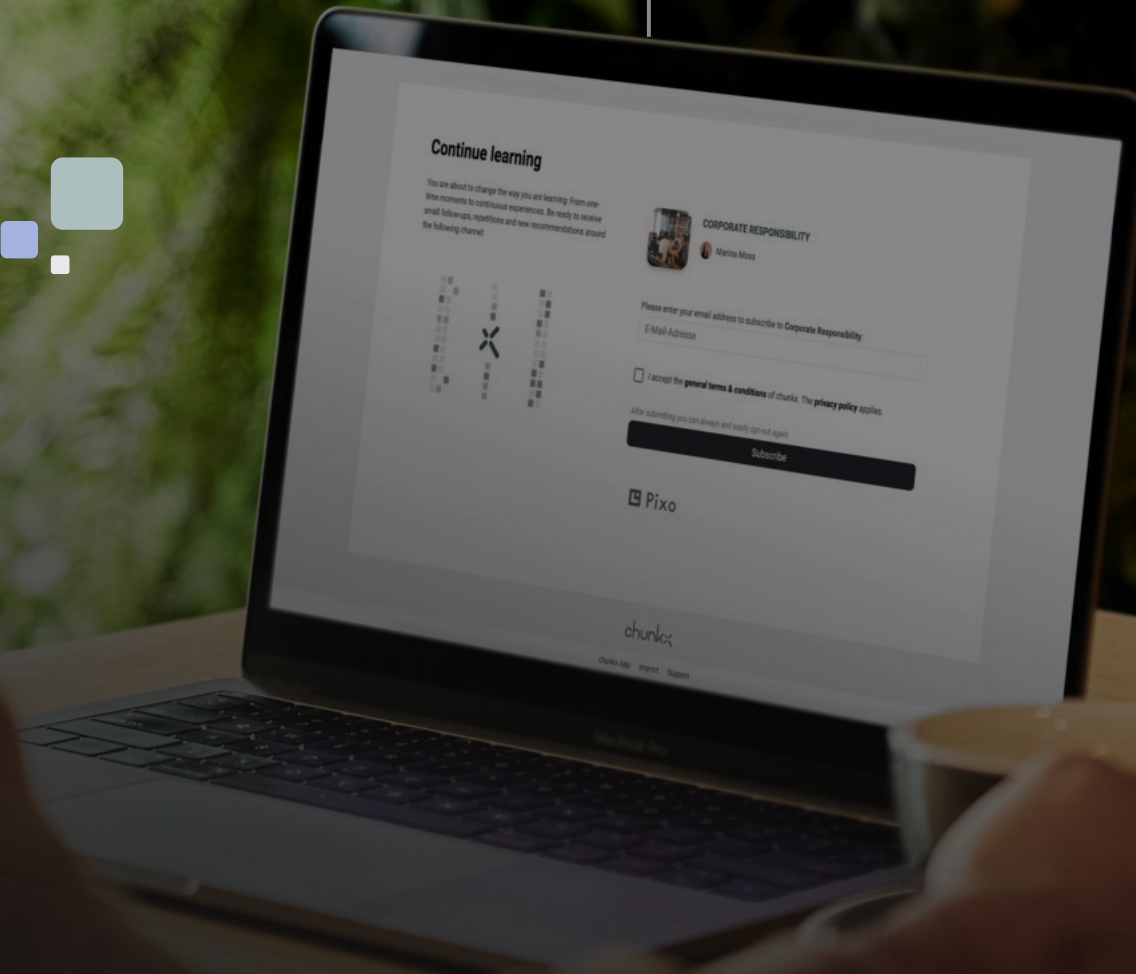 Continue learning
You are about to change the way you are learning: From one-
time moments to continuous experiences. Be ready to receive
email follow-ups, repetitions and new recommendations around
the following channel:
CORPORATE RESPONSIBILITY
Marina Mosa
Please enter your email address to subscribe to Corporate Responsibility.
E-Mail-Adresse
I accept the general terms & conditions of chunkx. The privacy policy applies.
After submitting you can always and easily opt-out again.
Subscribe
Pixo
chunkx
chunkx App Imprint Support
MacBook Pro